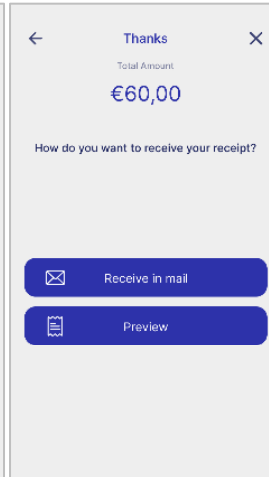 Thanks
Total Amount
€60,00
How do you want to receive your receipt?
Receive in mail
Preview